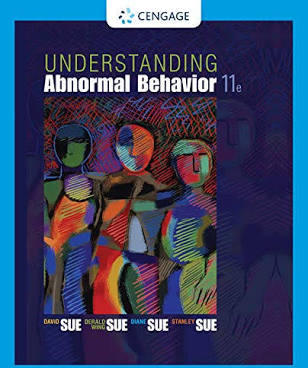 CENGAGE
UNDERSTANDING
Abnormal Behavior 11e
DAVID SUE DERALD WING SUE DIANE SUE STANLEY SUE